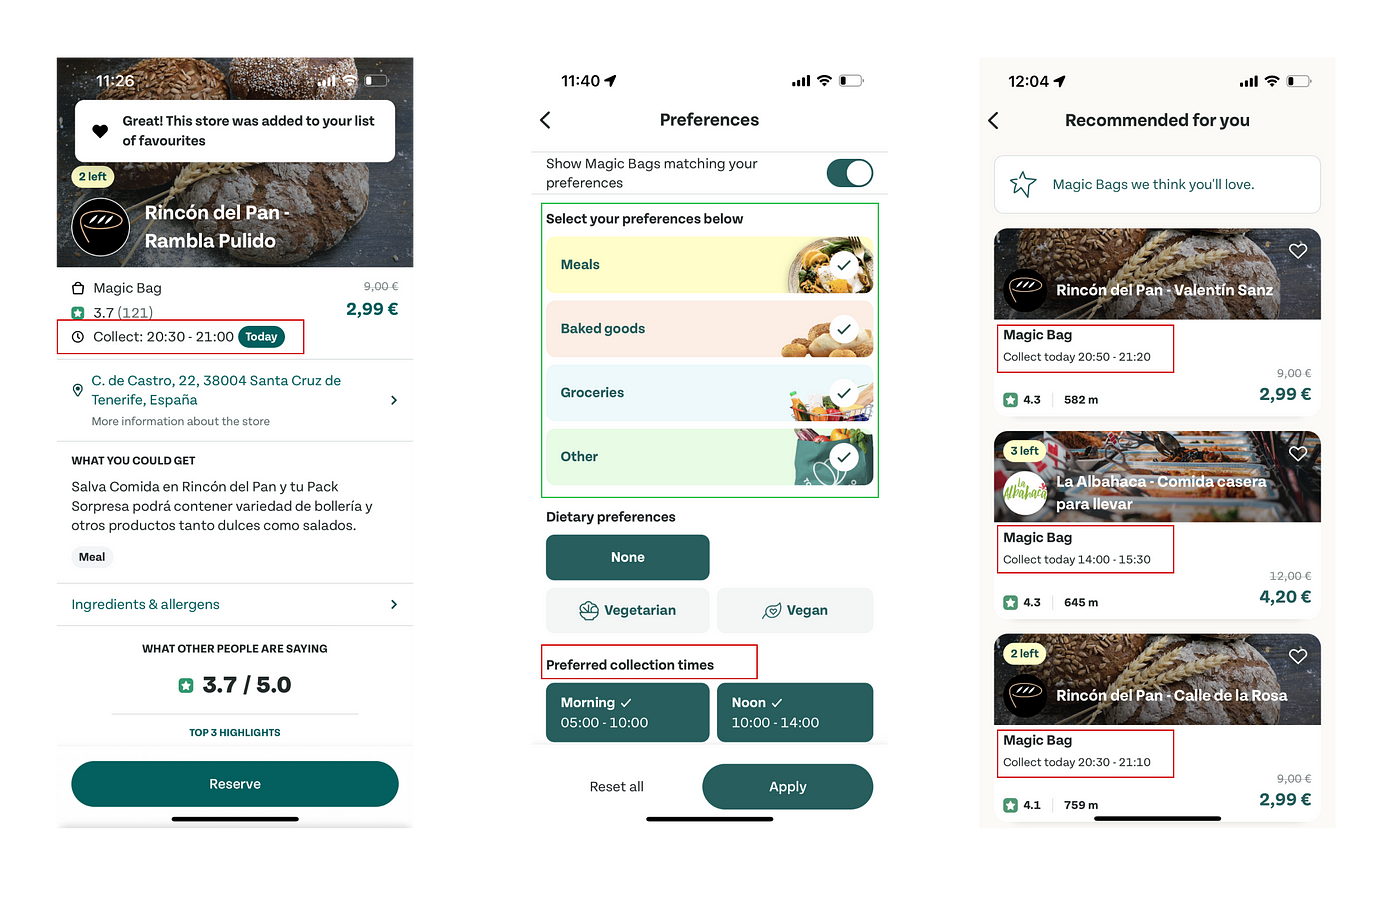 11:26
Great! This store was added to your list
of favourites
2 left
Rincón del Pan -
Rambla Pulido
Magic Bag
9,00 €
3.7 (121)
2,99 €
Collect: 20:30 - 21:00 Today
C. de Castro, 22, 38004 Santa Cruz de
Tenerife, España
More information about the store
WHAT YOU COULD GET
Salva Comida en Rincón del Pan y tu Pack
Sorpresa podrá contener variedad de bollería y
otros productos tanto dulces como salados.
Meal
Ingredients & allergens
WHAT OTHER PEOPLE ARE SAYING
3.7 / 5.0
TOP 3 HIGHLIGHTS
Reserve
11:40
Preferences
Show Magic Bags matching your
preferences
Select your preferences below
Meals
Baked goods
Groceries
Other
Dietary preferences
None
Vegetarian
Vegan
Preferred collection times
Morning
05:00 - 10:00
Noon
10:00 - 14:00
Reset all
Apply
12:04
Recommended for you
Magic Bags we think you'll love.
Rincón del Pan - Valentín Sanz
Magic Bag
Collect today 20:50 - 21:20
9,00 €
4.3 582 m
2,99 €
3 left
La Albahaca
La Albahaca - Comida casera
para llevar
Magic Bag
Collect today 14:00 - 15:30
12,00 €
4.3 645 m
4,20 €
2 left
Rincón del Pan - Calle de la Rosa
Magic Bag
Collect today 20:30 - 21:10
9,00 €
4.1 759 m
2,99 €